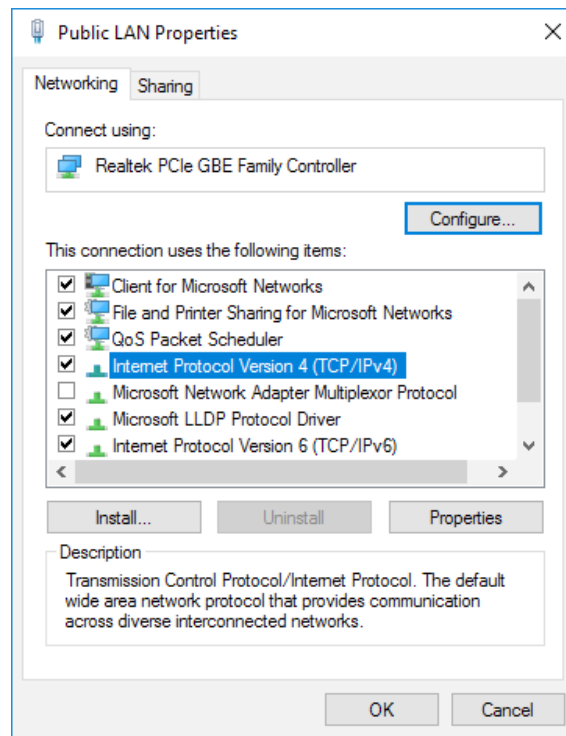 Public LAN Properties
Networking
Sharing
Connect using:
Realtek PCIe GBE Family Controller
Configure...
This connection uses the following items:
Client for Microsoft Networks
File and Printer Sharing for Microsoft Networks
QoS Packet Scheduler
Internet Protocol Version 4 (TCP/IPv4)
Microsoft Network Adapter Multiplexor Protocol
Microsoft LLDP Protocol Driver
Internet Protocol Version 6 (TCP/IPv6)
Install...
Uninstall
Properties
Description
Transmission Control Protocol/Internet Protocol. The default
wide area network protocol that provides communication
across diverse interconnected networks.
OK
Cancel